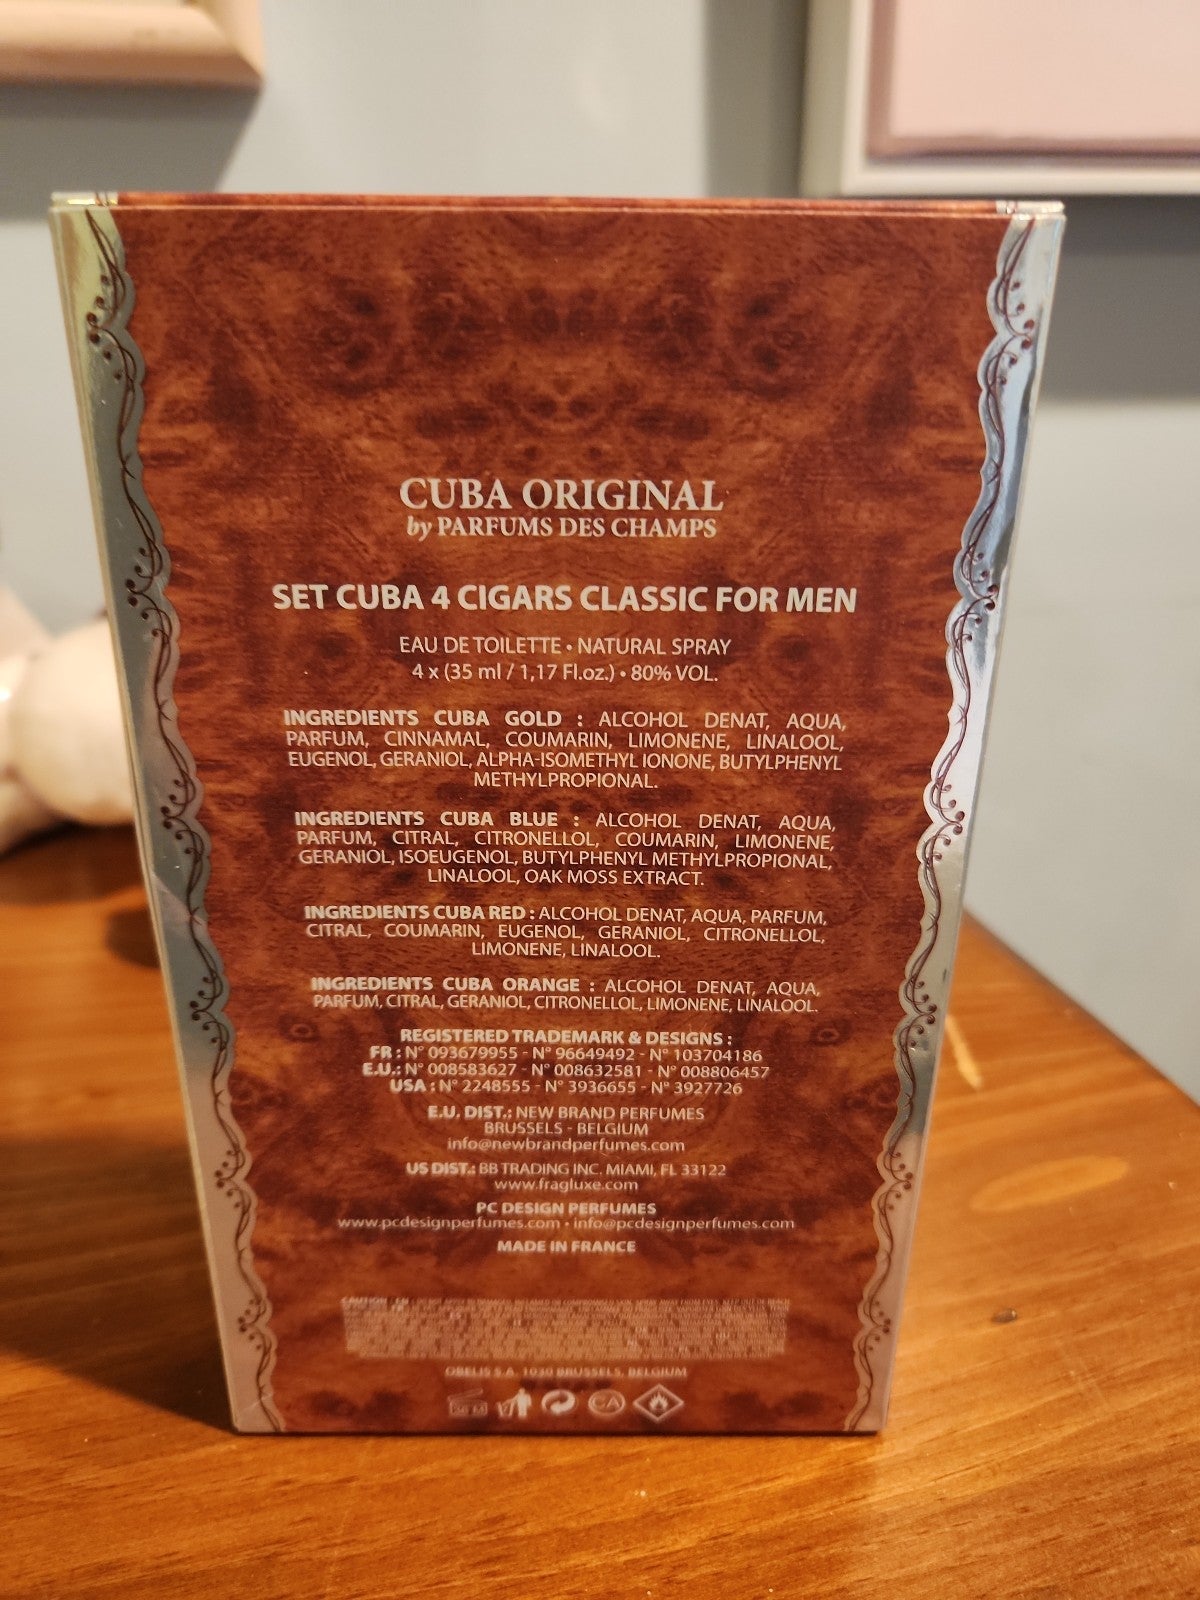 CUBA ORIGINAL
by PARFUMS DES CHAMPS
SET CUBA 4 CIGARS CLASSIC FOR MEN
EAU DE TOILETTE • NATURAL SPRAY
4 x (35 ml / 1,17 Fl.oz.) • 80% VOL.
INGREDIENTS CUBA GOLD : ALCOHOL DENAT, AQUA,
PARFUM, CINNAMAL, COUMARIN, LIMONENE, LINALOOL,
EUGENOL, GERANIOL, ALPHA-ISOMETHYL IONONE, BUTYLPHENYL
METHYLPROPIONAL.
INGREDIENTS CUBA BLUE : ALCOHOL DENAT, AQUA,
PARFUM, CITRAL, CITRONELLOL, COUMARIN, LIMONENE,
GERANIOL, ISOEUGENOL, BUTYLPHENYL METHYLPROPIONAL,
LINALOOL, OAK MOSS EXTRACT.
INGREDIENTS CUBA RED : ALCOHOL DENAT, AQUA, PARFUM,
CITRAL, COUMARIN, EUGENOL, GERANIOL, CITRONELLOL,
LIMONENE, LINALOOL.
INGREDIENTS CUBA ORANGE : ALCOHOL DENAT, AQUA,
PARFUM, CITRAL, GERANIOL, CITRONELLOL, LIMONENE, LINALOOL.
REGISTERED TRADEMARK & DESIGNS :
FR : N° 093679955 - N° 96649492 - N° 103704186
E.U.: N° 008583627 - N° 008632581 - N° 008806457
USA : N° 2248555 - N° 3936655 - N° 3927726
E.U. DIST.: NEW BRAND PERFUMES
BRUSSELS - BELGIUM
info@newbrandperfumes.com
US DIST.: BB TRADING INC. MIAMI, FL 33122
www.fragluxe.com
PC DESIGN PERFUMES
www.pcdesignperfumes.com • info@pcdesignperfumes.com
MADE IN FRANCE
CAUTION
OBELIS S.A. 1030 BRUSSELS, BELGIUM
36 M CA